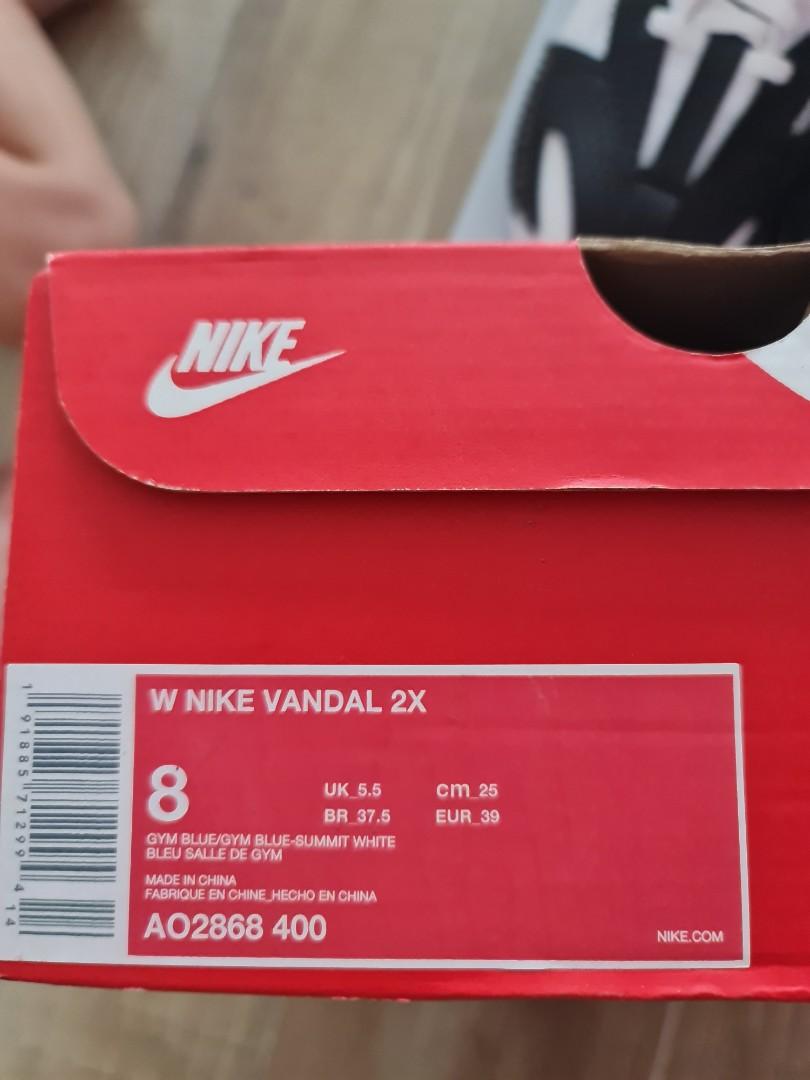 NIKE
W NIKE VANDAL 2X
8
UK_5.5 cm_25
BR_37.5 EUR_39
GYM BLUE/GYM BLUE-SUMMIT WHITE
BLEU SALLE DE GYM
MADE IN CHINA
FABRIQUE EN CHINE_HECHO EN CHINA
AO2868 400
NIKE.COM
1 91885 71299 4 14